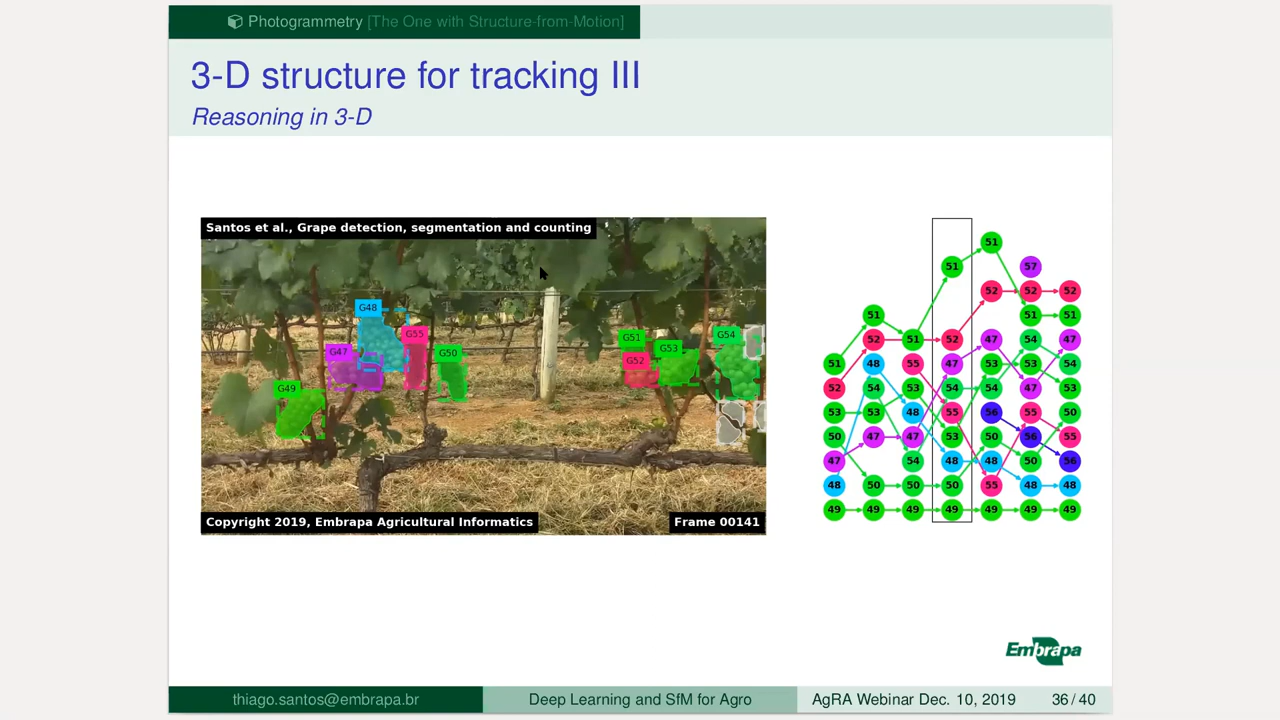 Photogrammetry [The One with Structure-from-Motion]
3-D structure for tracking III
Reasoning in 3-D
Santos et al., Grape detection, segmentation and counting
G48
G55
G47
G50
G49
G51
G52
G53
G54
Copyright 2019, Embrapa Agricultural Informatics
Frame 00141
51
51 57
52 52 52
51 51 51
52 51 52 47 54 47
51 48 55 47 53 53 54
52 54 53 54 54 47 53
53 53 48 55 56 55 50
50 47 47 53 50 56 55
47 54 48 48 50 56
48 50 50 50 55 48 48
49 49 49 49 49 49 49
Embrapa
thiago.santos@embrapa.br
Deep Learning and SfM for Agro
AgRA Webinar Dec. 10, 2019
36 / 40